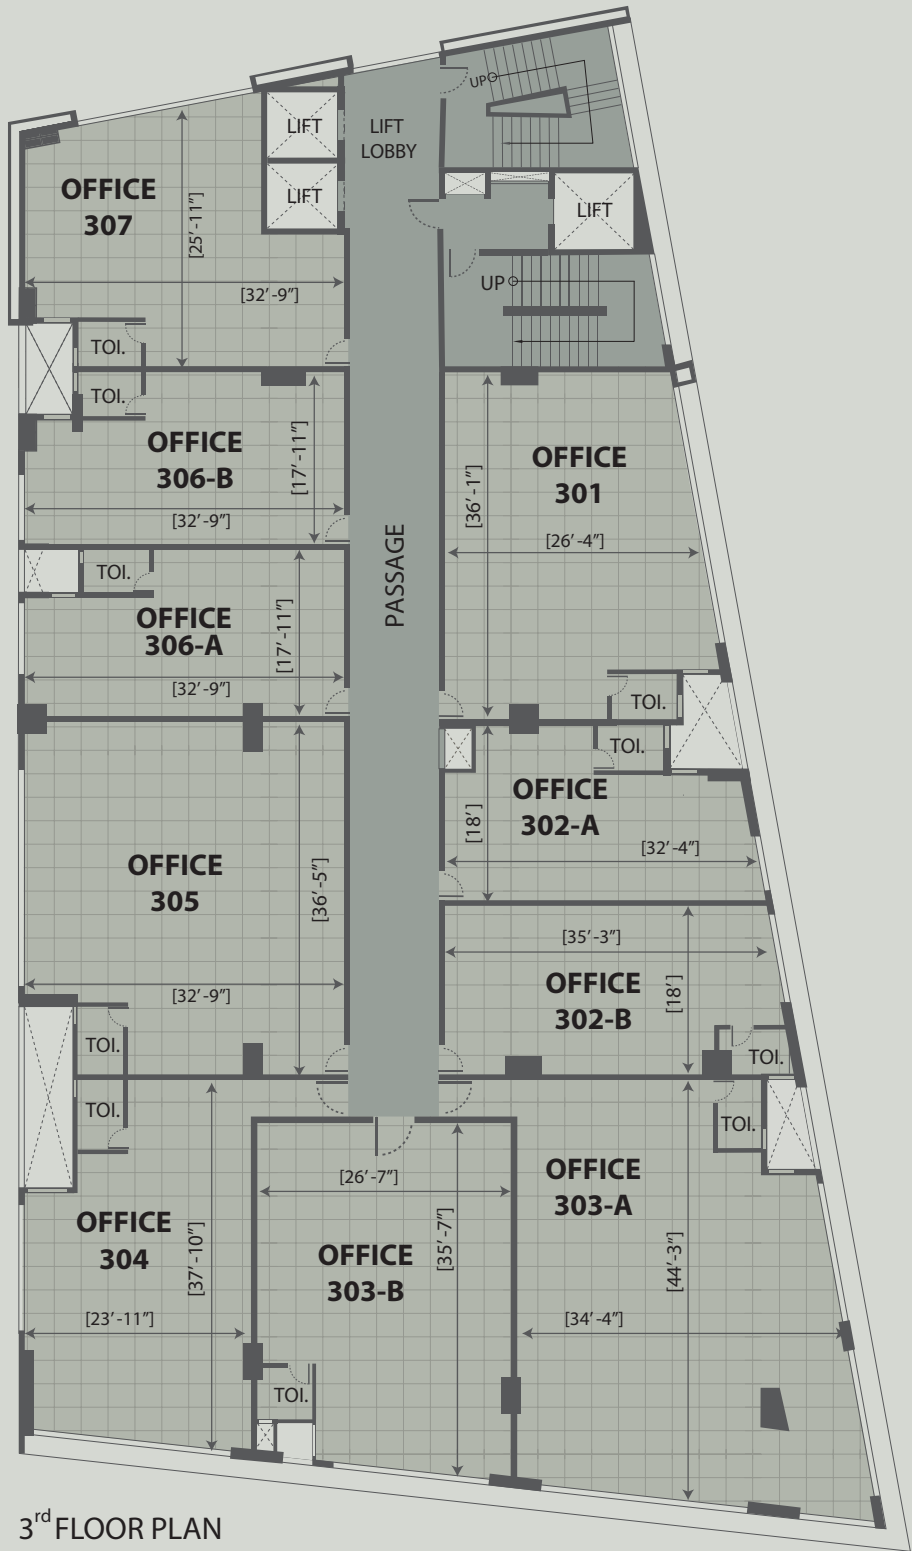 UP
LIFT
LIFT
LOBBY
OFFICE
307
[25'-11"]
LIFT
LIFT
[32'-9"]
UP
TOI.
TOI.
OFFICE
306-B
[17'-11"]
[32'-9"]
OFFICE
301
[36'-1"]
[26'-4"]
PASSAGE
TOI.
OFFICE
306-A
[17'-11"]
[32'-9"]
TOI.
TOI.
OFFICE
302-A
[18']
[32'-4"]
OFFICE
305
[36'-5"]
[32'-9"]
[35'-3"]
OFFICE
302-B
[18']
TOI.
TOI.
TOI.
TOI.
OFFICE
304
[37'-10"]
[23'-11"]
[26'-7"]
OFFICE
303-B
[35'-7"]
TOI.
OFFICE
303-A
[44'-3"]
[34'-4"]
3rd FLOOR PLAN